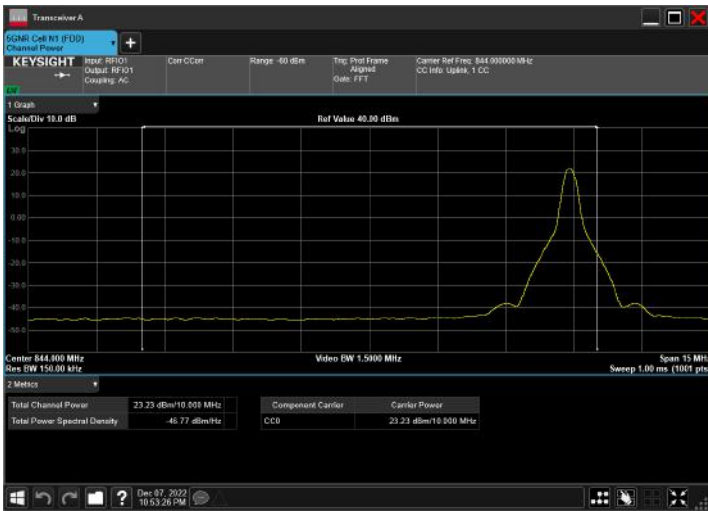 Transceiver A
5GNR Cell N1 (FDD)
Channel Power
KEYSIGHT
Input: RFIO1
Output: RFIO1
Coupling: AC
Corr CCorr
Range: -60 dBm
Trig: Prot Frame
Aligned
Gate: FFT
Carrier Ref Freq: 844.000000 MHz
CC Info: Uplink, 1 CC
1 Graph
Scale/Div 10.0 dB
Ref Value 40.00 dBm
Log
30.0
20.0
10.0
0.00
-10.0
-20.0
-30.0
-40.0
-50.0
Center 844.000 MHz
Video BW 1.5000 MHz
Span 15 MH
Res BW 150.00 kHz
Sweep 1.00 ms (1001 pts
2 Metrics
Total Channel Power 23.23 dBm/10.000 MHz
Total Power Spectral Density -46.77 dBm/Hz
Component Carrier Carrier Power
CC0 23.23 dBm/10.000 MHz
Dec 07, 2022
10:53:26 PM